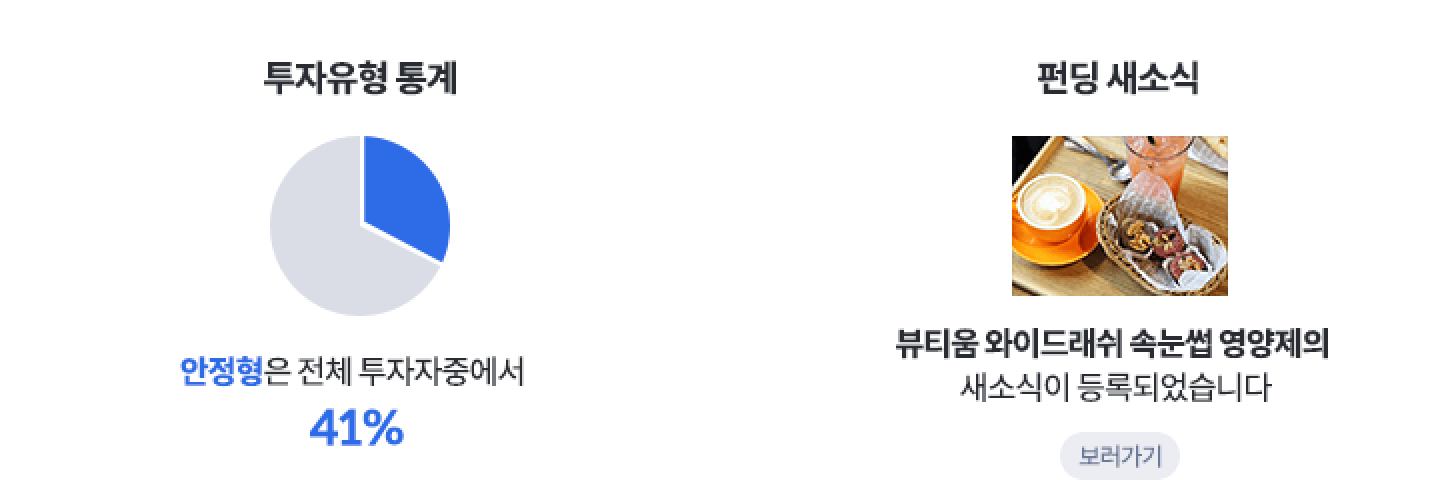 투자유형 통계
안정형은 전체 투자자중에서
41%
펀딩 새소식
뷰티움 와이드래쉬 속눈썹 영양제의
새소식이 등록되었습니다
보러가기